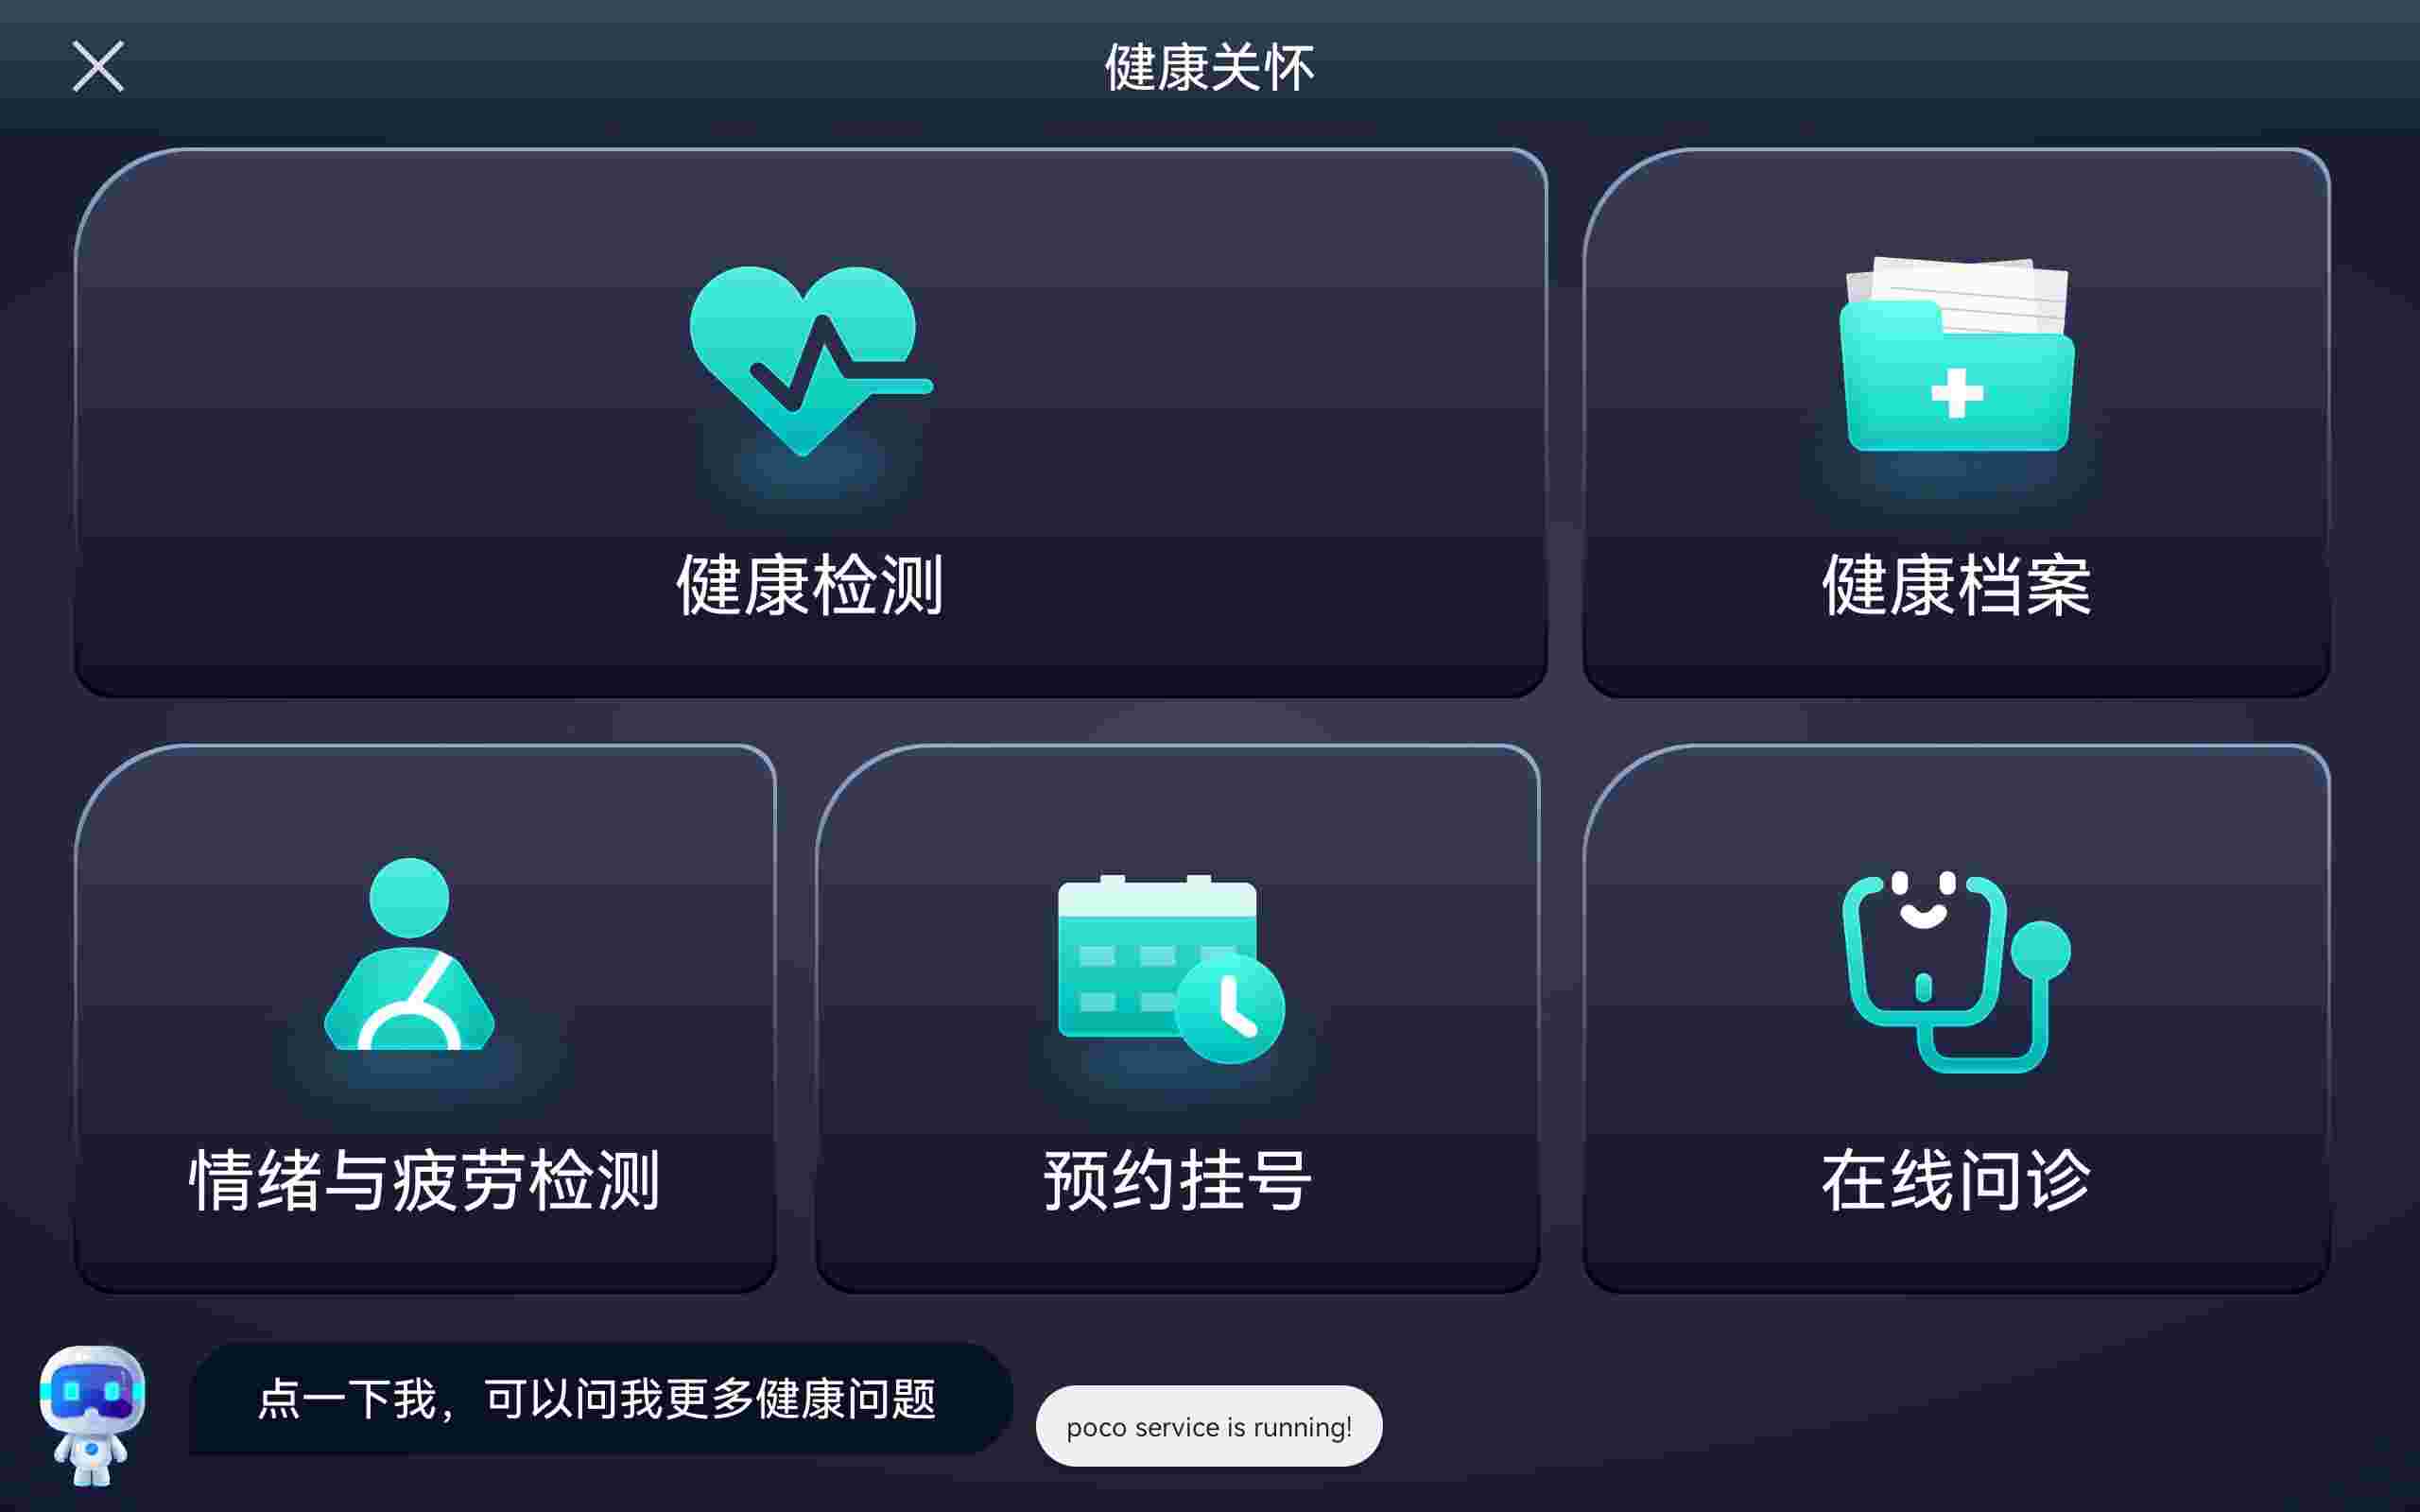 健康关怀
健康检测
健康档案
情绪与疲劳检测
预约挂号
在线问诊
点一下我，可以问我更多健康问题
poco service is running!